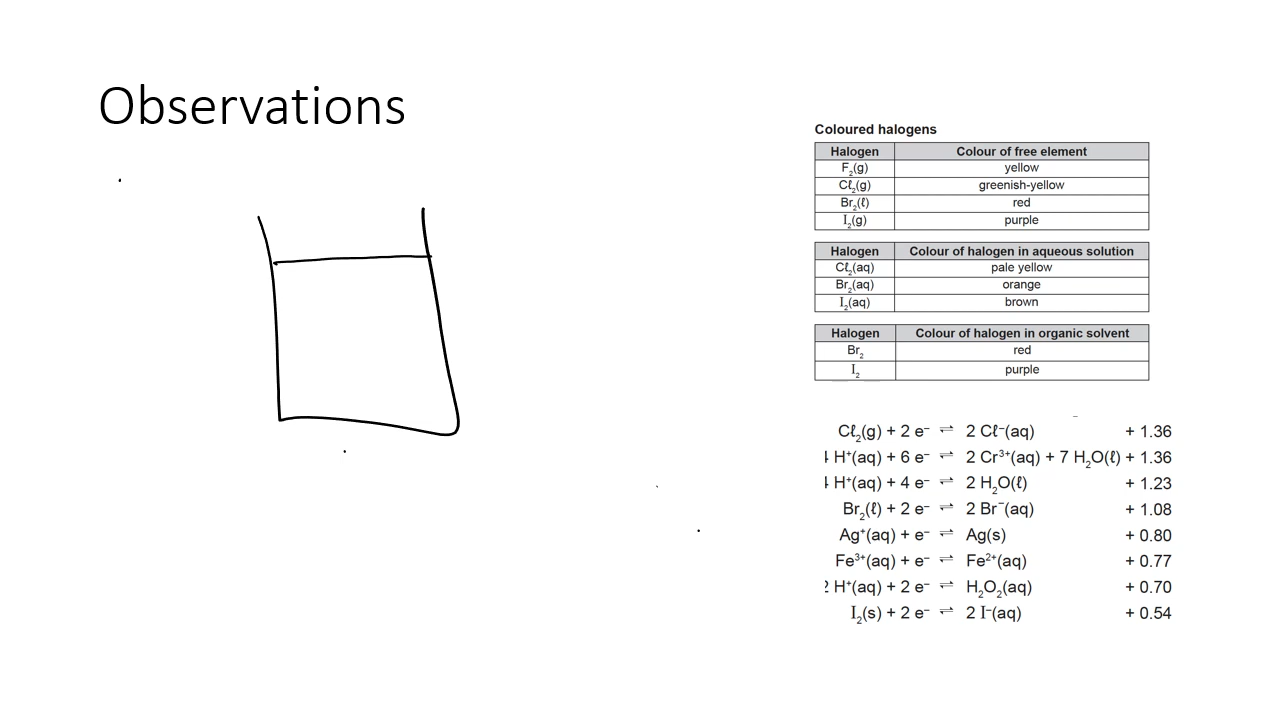 Observations
Coloured halogens
Halogen Colour of free element
F₂(g) yellow
Cℓ₂(g) greenish-yellow
Br₂(ℓ) red
I₂(g) purple
Halogen Colour of halogen in aqueous solution
Cℓ₂(aq) pale yellow
Br₂(aq) orange
I₂(aq) brown
Halogen Colour of halogen in organic solvent
Br₂ red
I₂ purple
Cℓ₂(g) + 2 e⁻ ⇌ 2 Cℓ⁻(aq) + 1.36
H⁺(aq) + 6 e⁻ ⇌ 2 Cr³⁺(aq) + 7 H₂O(ℓ) + 1.36
H⁺(aq) + 4 e⁻ ⇌ 2 H₂O(ℓ) + 1.23
Br₂(ℓ) + 2 e⁻ ⇌ 2 Br⁻(aq) + 1.08
Ag⁺(aq) + e⁻ ⇌ Ag(s) + 0.80
Fe³⁺(aq) + e⁻ ⇌ Fe²⁺(aq) + 0.77
2 H⁺(aq) + 2 e⁻ ⇌ H₂O₂(aq) + 0.70
I₂(s) + 2 e⁻ ⇌ 2 I⁻(aq) + 0.54